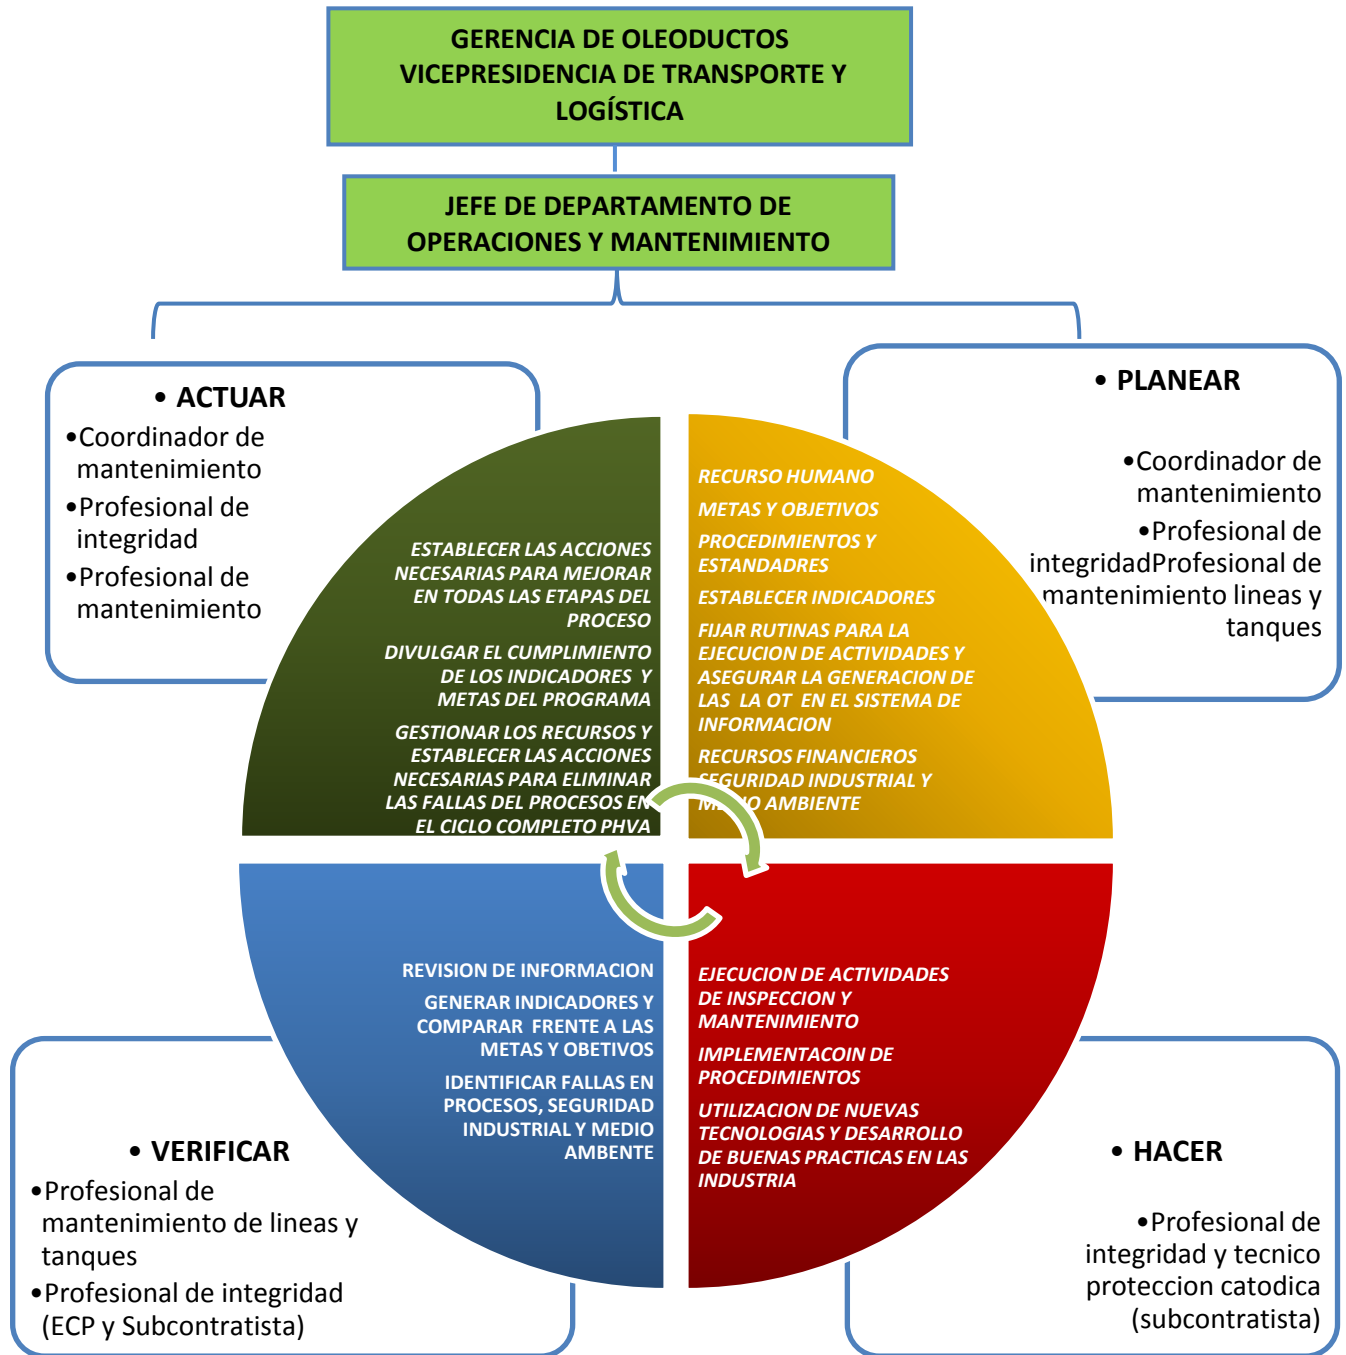 GERENCIA DE OLEODUCTOS
VICEPRESIDENCIA DE TRANSPORTE Y
LOGÍSTICA
JEFE DE DEPARTAMENTO DE
OPERACIONES Y MANTENIMIENTO
• ACTUAR
•Coordinador de
mantenimiento
•Profesional de
integridad
•Profesional de
mantenimiento
• PLANEAR
•Coordinador de
mantenimiento
•Profesional de
integridadProfesional de
mantenimiento lineas y
tanques
ESTABLECER LAS ACCIONES
NECESARIAS PARA MEJORAR
EN TODAS LAS ETAPAS DEL
PROCESO
DIVULGAR EL CUMPLIMIENTO
DE LOS INDICADORES Y
METAS DEL PROGRAMA
GESTIONAR LOS RECURSOS Y
ESTABLECER LAS ACCIONES
NECESARIAS PARA ELIMINAR
LAS FALLAS DEL PROCESOS EN
EL CICLO COMPLETO PHVA
RECURSO HUMANO
METAS Y OBJETIVOS
PROCEDIMIENTOS Y
ESTANDADRES
ESTABLECER INDICADORES
FIJAR RUTINAS PARA LA
EJECUCION DE ACTIVIDADES Y
ASEGURAR LA GENERACION DE
LAS LA OT EN EL SISTEMA DE
INFORMACION
RECURSOS FINANCIEROS
SEGURIDAD INDUSTRIAL Y
MEDIO AMBIENTE
REVISION DE INFORMACION
GENERAR INDICADORES Y
COMPARAR FRENTE A LAS
METAS Y OBETIVOS
IDENTIFICAR FALLAS EN
PROCESOS, SEGURIDAD
INDUSTRIAL Y MEDIO
AMBENTE
EJECUCION DE ACTIVIDADES
DE INSPECCION Y
MANTENIMIENTO
IMPLEMENTACOIN DE
PROCEDIMIENTOS
UTILIZACION DE NUEVAS
TECNOLOGIAS Y DESARROLLO
DE BUENAS PRACTICAS EN LAS
INDUSTRIA
• VERIFICAR
•Profesional de
mantenimiento de lineas y
tanques
•Profesional de integridad
(ECP y Subcontratista)
• HACER
•Profesional de
integridad y tecnico
proteccion catodica
(subcontratista)